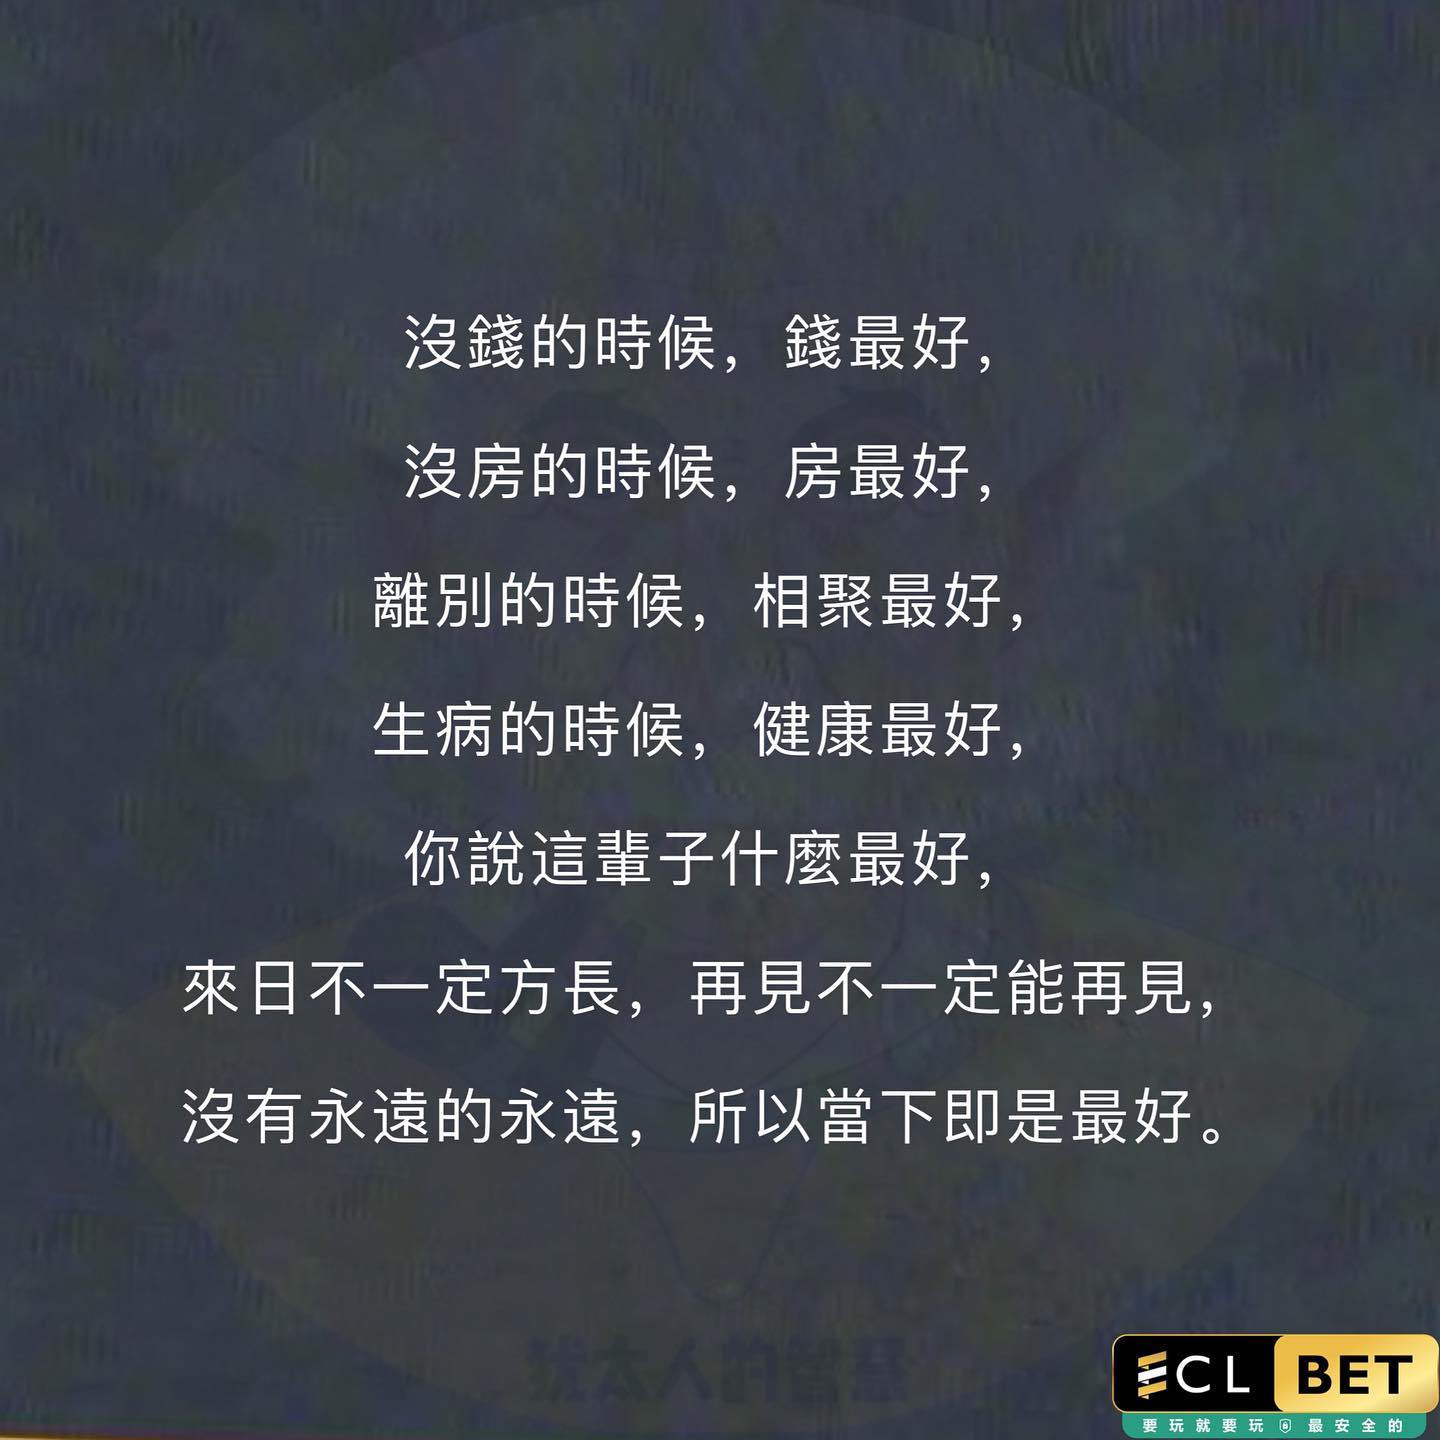 沒錢的時候，錢最好，
沒房的時候，房最好，
離別的時候，相聚最好，
生病的時候，健康最好，
你說這輩子什麼最好，
來日不一定方長，再見不一定能再見，
沒有永遠的永遠，所以當下即是最好。
犹太人的智慧
ECL BET
要玩就要玩 最安全的